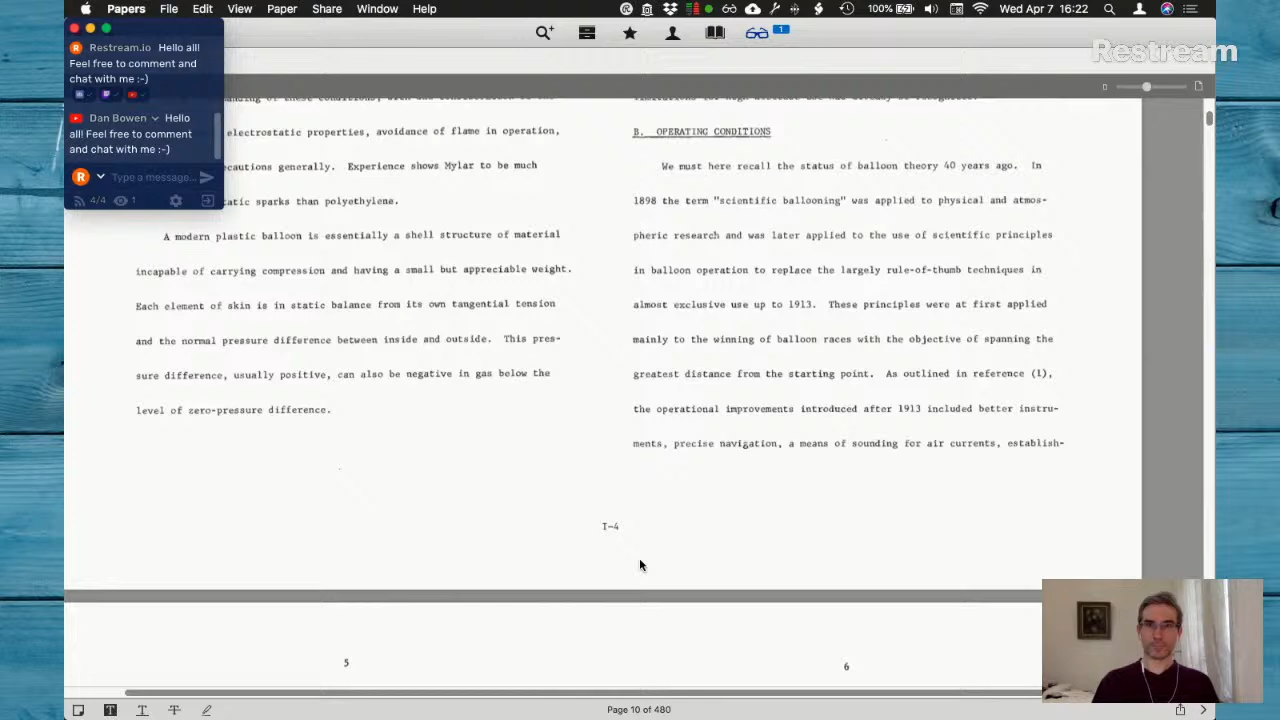 Papers File Edit View Paper Share Window Help 100% Wed Apr 7 16:22
Restream
Restream.io Hello all!
Feel free to comment and
chat with me :-)
Dan Bowen Hello
all! Feel free to comment
and chat with me :-)
Type a message...
4/4 1
1
electrostatic properties, avoidance of flame in operation,
generally. Experience shows Mylar to be much
sparks than polyethylene.
A modern plastic balloon is essentially a shell structure of material
incapable of carrying compression and having a small but appreciable weight.
Each element of skin is in static balance from its own tangential tension
and the normal pressure difference between inside and outside. This pres-
sure difference, usually positive, can also be negative in gas below the
level of zero-pressure difference.
B. OPERATING CONDITIONS
We must here recall the status of balloon theory 40 years ago. In
1898 the term "scientific ballooning" was applied to physical and atmos-
pheric research and was later applied to the use of scientific principles
in balloon operation to replace the largely rule-of-thumb techniques in
almost exclusive use up to 1913. These principles were at first applied
mainly to the winning of balloon races with the objective of spanning the
greatest distance from the starting point. As outlined in reference (1),
the operational improvements introduced after 1913 included better instru-
ments, precise navigation, a means of sounding for air currents, establish-
I-4
5
6
Page 10 of 480